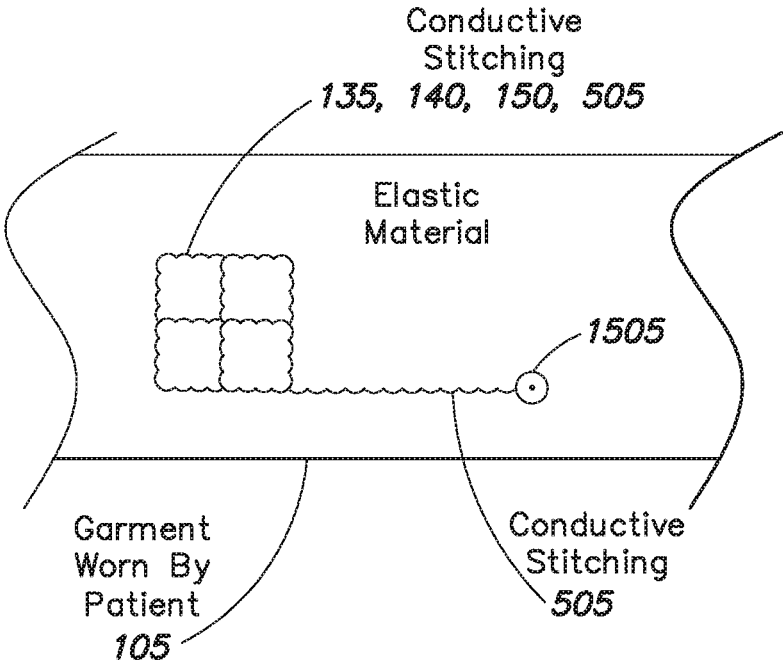 Conductive
Stitching
135, 140, 150, 505
Elastic
Material
1505
Garment
Worn By
Patient
105
Conductive
Stitching
505